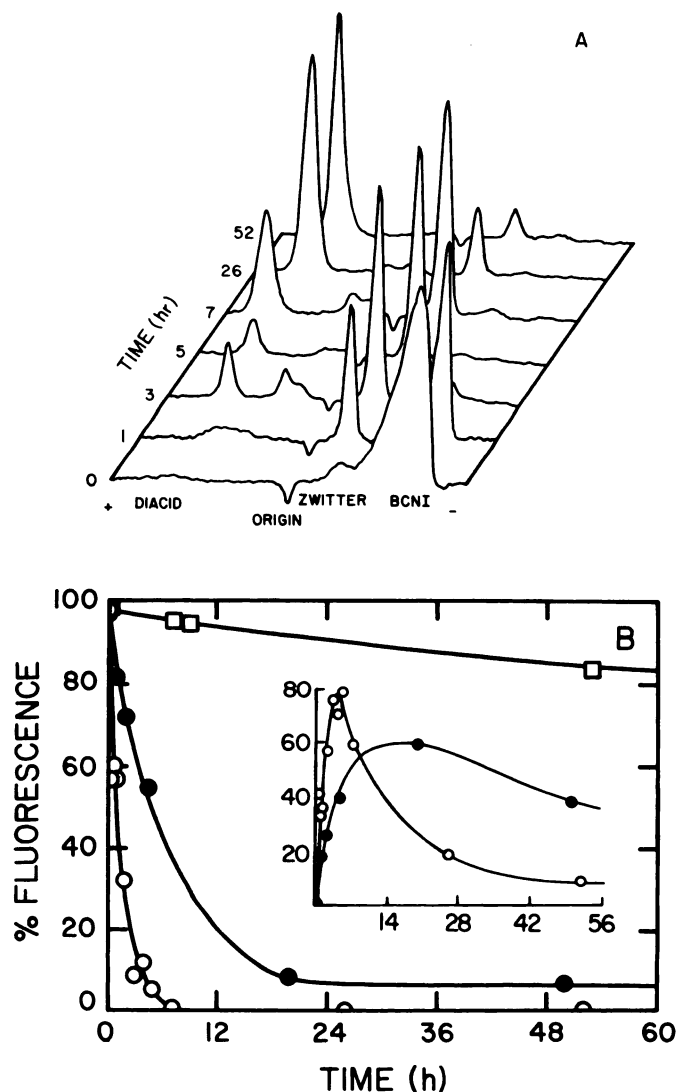 A
52
26
7
5
3
1
0
TIME (hr)
+ DIACID ORIGIN ZWITTER BCNI -
B
100
80
60
40
20
0
% FLUORESCENCE
0 12 24 36 48 60
TIME (h)
80
60
40
20
14 28 42 56